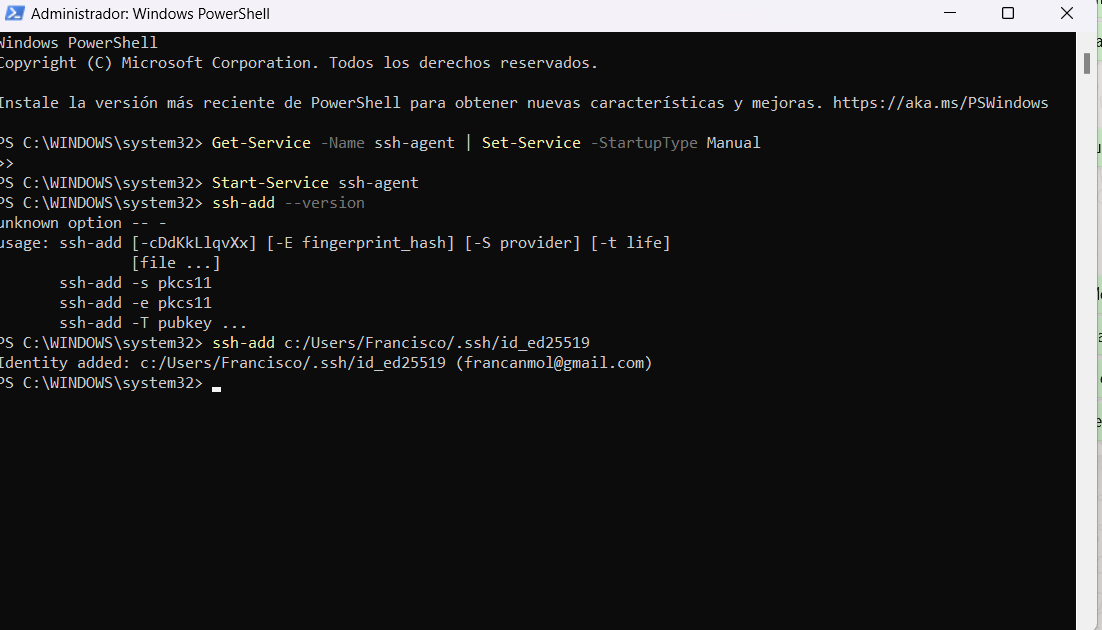 Administrador: Windows PowerShell
Windows PowerShell
Copyright (C) Microsoft Corporation. Todos los derechos reservados.
Instale la versión más reciente de PowerShell para obtener nuevas características y mejoras. https://aka.ms/PSWindows
PS C:\WINDOWS\system32> Get-Service -Name ssh-agent | Set-Service -StartupType Manual
>>
PS C:\WINDOWS\system32> Start-Service ssh-agent
PS C:\WINDOWS\system32> ssh-add --version
unknown option -- -
usage: ssh-add [-cDdKkLlqvXx] [-E fingerprint_hash] [-S provider] [-t life]
[file ...]
ssh-add -s pkcs11
ssh-add -e pkcs11
ssh-add -T pubkey ...
PS C:\WINDOWS\system32> ssh-add c:/Users/Francisco/.ssh/id_ed25519
Identity added: c:/Users/Francisco/.ssh/id_ed25519 (francanmol@gmail.com)
PS C:\WINDOWS\system32>